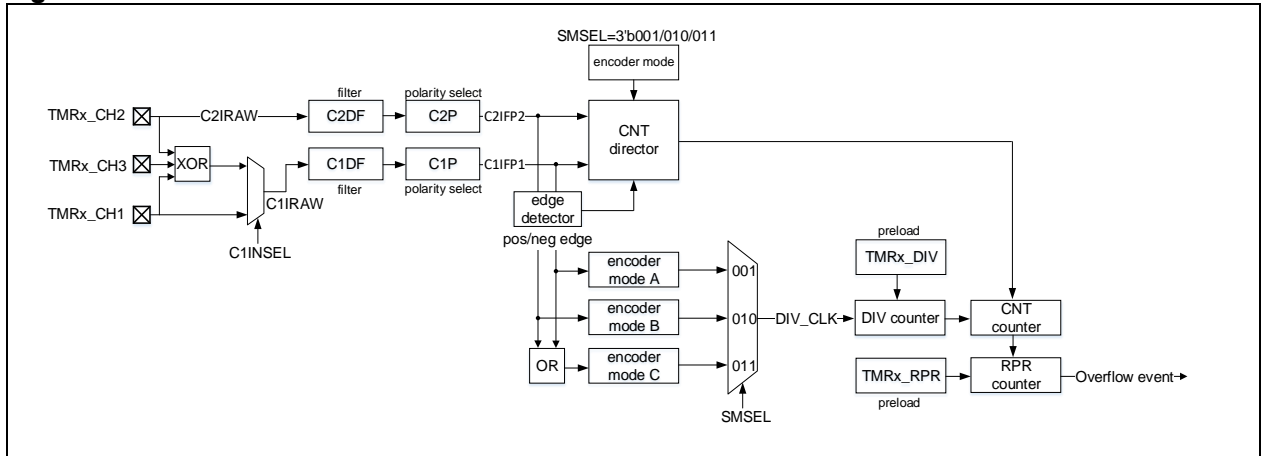 SMSEL=3'b001/010/011
encoder mode
filter
polarity select
TMRx_CH2
C2IRAW
C2DF
C2P
C2IFP2
CNT
director
TMRx_CH3
XOR
C1DF
C1P
C1IFP1
filter
polarity select
C1IRAW
TMRx_CH1
edge
detector
C1INSEL
pos/neg edge
preload
TMRx_DIV
encoder
mode A
001
encoder
mode B
010
DIV_CLK
DIV counter
CNT
counter
OR
encoder
mode C
011
TMRx_RPR
RPR
counter
Overflow event
preload
SMSEL